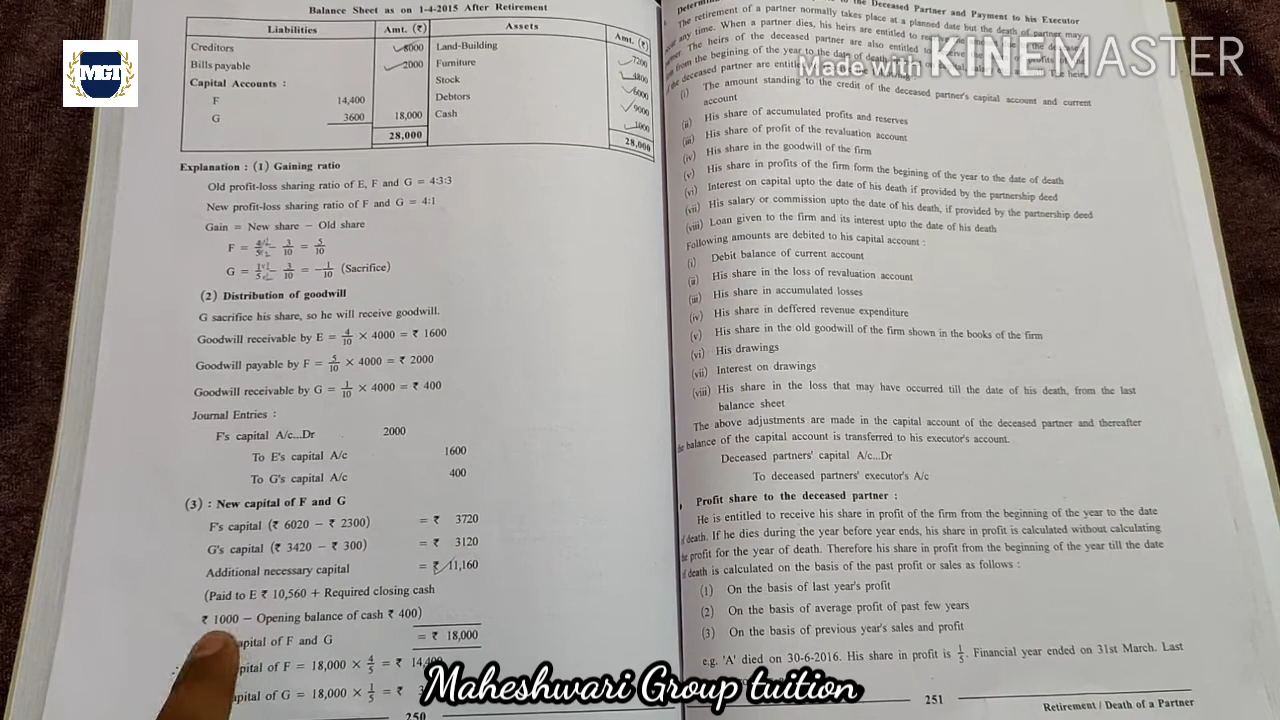 MGI
Made with KINEMASTER
Balance Sheet as on 1-4-2015 After Retirement
Liabilities Amt. (₹) Assets Amt. (₹)
Creditors 8000 Land-Building 7200
Bills payable 2000 Furniture 4800
Capital Accounts : Stock 6000
F 14,400 Debtors 9000
G 3600 18,000 Cash 1000
28,000 28,000
Explanation : (1) Gaining ratio
Old profit-loss sharing ratio of E, F and G = 4:3:3
New profit-loss sharing ratio of F and G = 4:1
Gain = New share − Old share
F = 4/5 − 3/10 = 5/10
G = 1/5 − 3/10 = −1/10 (Sacrifice)
(2) Distribution of goodwill
G sacrifice his share, so he will receive goodwill.
Goodwill receivable by E = 4/10 × 4000 = ₹ 1600
Goodwill payable by F = 5/10 × 4000 = ₹ 2000
Goodwill receivable by G = 1/10 × 4000 = ₹ 400
Journal Entries :
F's capital A/c...Dr 2000
To E's capital A/c 1600
To G's capital A/c 400
(3) : New capital of F and G
F's capital (₹ 6020 − ₹ 2300) = ₹ 3720
G's capital (₹ 3420 − ₹ 300) = ₹ 3120
Additional necessary capital = ₹ 11,160
(Paid to E ₹ 10,560 + Required closing cash
₹ 1000 − Opening balance of cash ₹ 400)
capital of F and G = ₹ 18,000
capital of F = 18,000 × 4/5 = ₹
capital of G = 18,000 × 1/5 = ₹
250
the Deceased Partner and Payment to his Executor
The retirement of a partner normally takes place at a planned date but the death of partner may
any time. When a partner dies, his heirs are entitled to
The heirs of the deceased partner are also entitled
from the begining of the year to the date of death
the deceased partner are
(i) The amount standing to the credit of the deceased partner's capital account and current
account
(ii) His share of accumulated profits and reserves
(iii) His share of profit of the revaluation account
(iv) His share in the goodwill of the firm
(v) His share in profits of the firm form the begining of the year to the date of death
(vi) Interest on capital upto the date of his death if provided by the partnership deed
(vii) His salary or commission upto the date of his death, if provided by the partnership deed
(viii) Loan given to the firm and its interest upto the date of his death
Following amounts are debited to his capital account :
(i) Debit balance of current account
(ii) His share in the loss of revaluation account
(iii) His share in accumulated losses
(iv) His share in deffered revenue expenditure
(v) His share in the old goodwill of the firm shown in the books of the firm
(vi) His drawings
(vii) Interest on drawings
(viii) His share in the loss that may have occurred till the date of his death, from the last
balance sheet
The above adjustments are made in the capital account of the deceased partner and thereafter
the balance of the capital account is transferred to his executor's account.
Deceased partners' capital A/c...Dr
To deceased partners' executor's A/c
Profit share to the deceased partner :
He is entitled to receive his share in profit of the firm from the beginning of the year to the date
of death. If he dies during the year before year ends, his share in profit is calculated without calculating
the profit for the year of death. Therefore his share in profit from the beginning of the year till the date
of death is calculated on the basis of the past profit or sales as follows :
(1) On the basis of last year's profit
(2) On the basis of average profit of past few years
(3) On the basis of previous year's sales and profit
e.g. 'A' died on 30-6-2016. His share in profit is 1/5. Financial year ended on 31st March. Last
251 Retirement / Death of a Partner
Maheshwari Group tuition